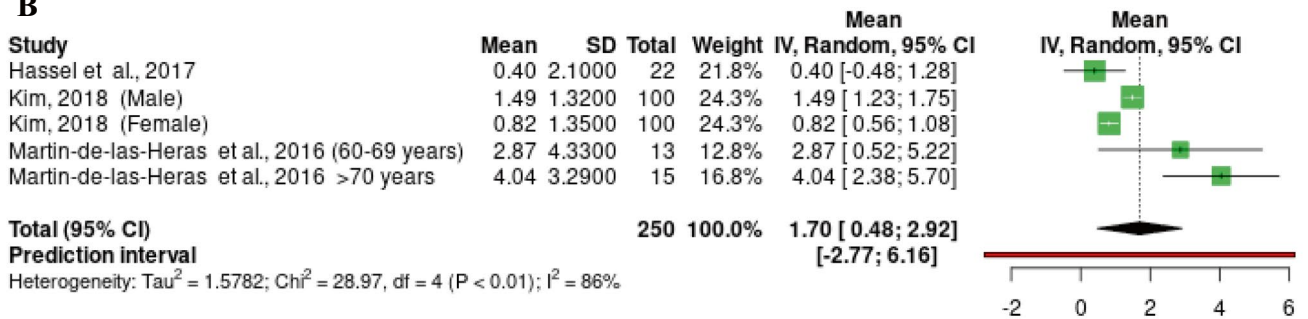 B
Mean Mean
Study Mean SD Total Weight IV, Random, 95% CI IV, Random, 95% CI
Hassel et al., 2017 0.40 2.1000 22 21.8% 0.40 [-0.48; 1.28]
Kim, 2018 (Male) 1.49 1.3200 100 24.3% 1.49 [ 1.23; 1.75]
Kim, 2018 (Female) 0.82 1.3500 100 24.3% 0.82 [ 0.56; 1.08]
Martin-de-las-Heras et al., 2016 (60-69 years) 2.87 4.3300 13 12.8% 2.87 [ 0.52; 5.22]
Martin-de-las-Heras et al., 2016 >70 years 4.04 3.2900 15 16.8% 4.04 [ 2.38; 5.70]
Total (95% CI) 250 100.0% 1.70 [ 0.48; 2.92]
Prediction interval [-2.77; 6.16]
Heterogeneity: Tau² = 1.5782; Chi² = 28.97, df = 4 (P < 0.01); I² = 86%
-2 0 2 4 6